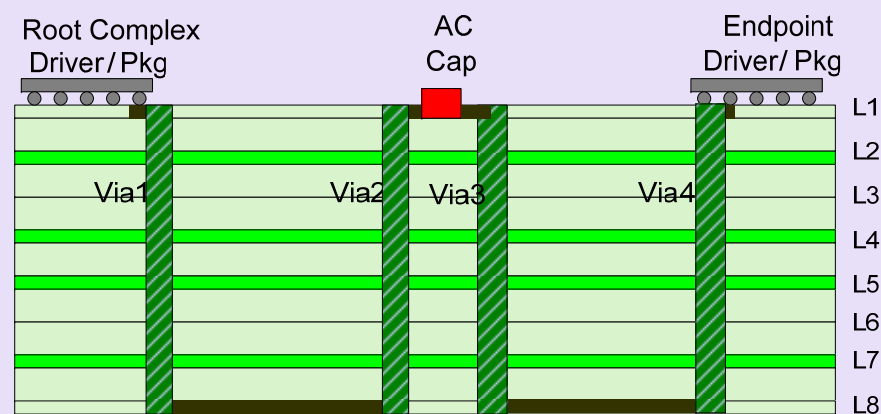 Root Complex
Driver/Pkg
AC
Cap
Endpoint
Driver/ Pkg
L1
L2
Via1
Via2
Via3
Via4
L3
L4
L5
L6
L7
L8